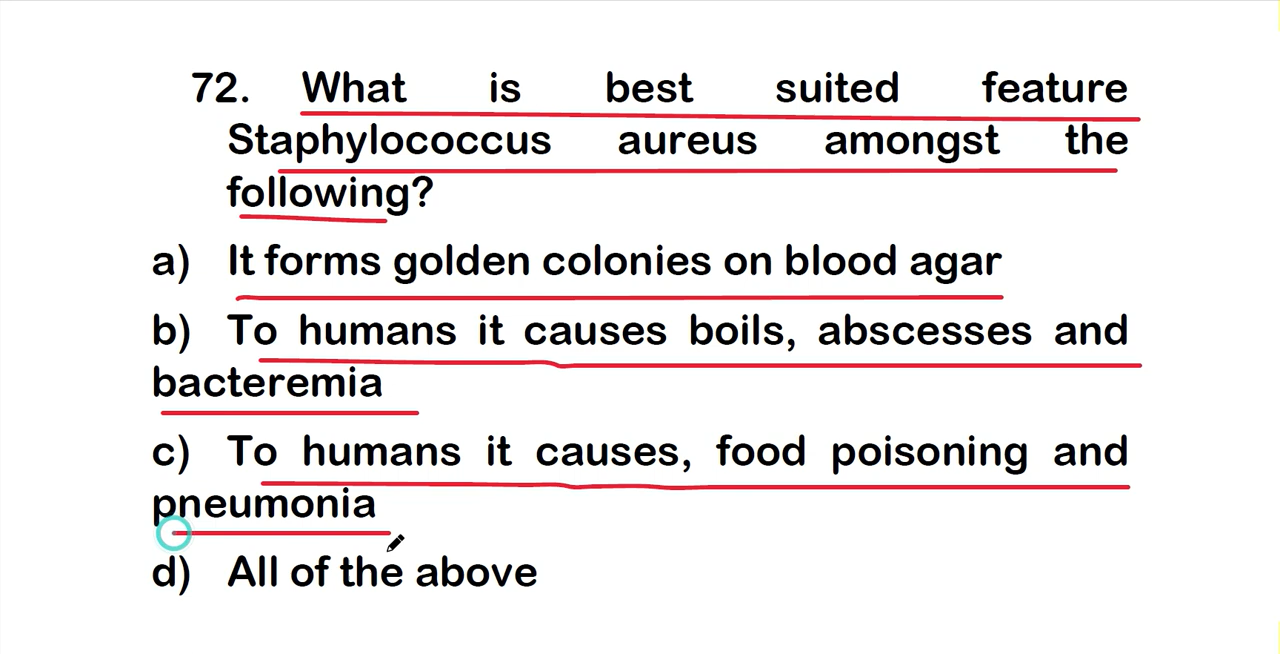 72. What is best suited feature
Staphylococcus aureus amongst the
following?
a) It forms golden colonies on blood agar
b) To humans it causes boils, abscesses and
bacteremia
c) To humans it causes, food poisoning and
pneumonia
d) All of the above